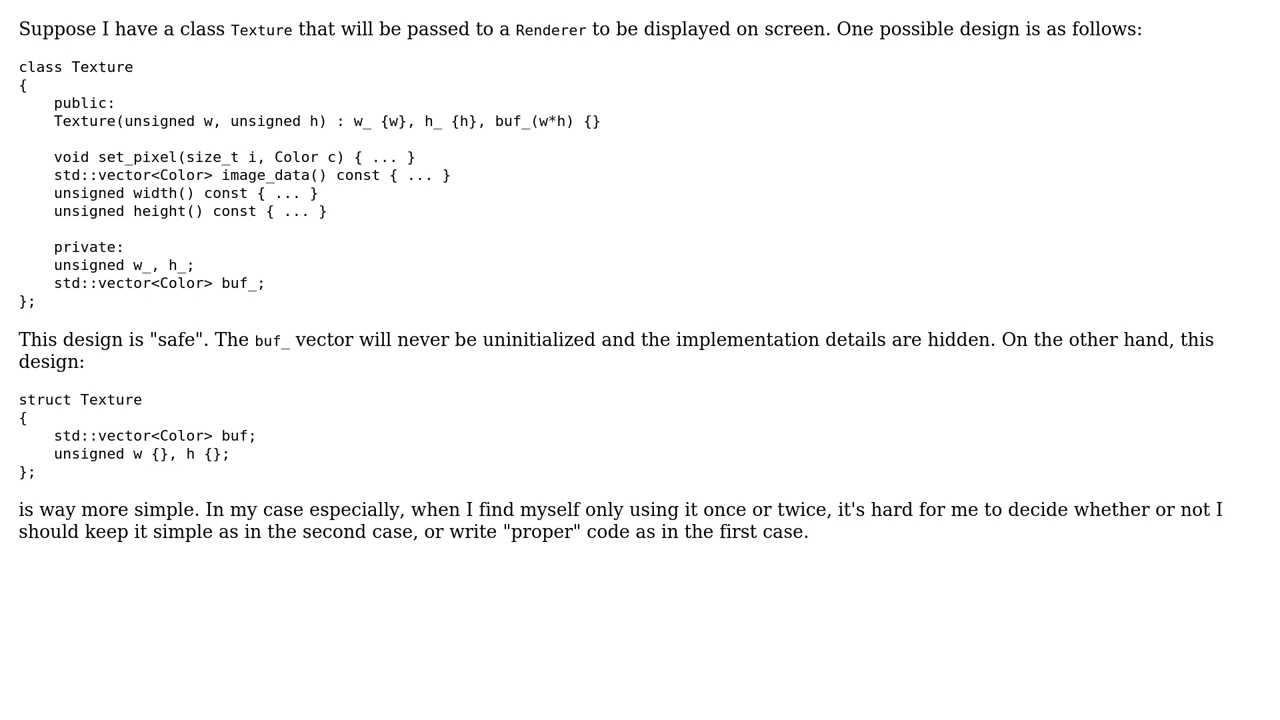 Suppose I have a class Texture that will be passed to a Renderer to be displayed on screen. One possible design is as follows:
class Texture
{
    public:
    Texture(unsigned w, unsigned h) : w_ {w}, h_ {h}, buf_(w*h) {}

    void set_pixel(size_t i, Color c) { ... }
    std::vector<Color> image_data() const { ... }
    unsigned width() const { ... }
    unsigned height() const { ... }

    private:
    unsigned w_, h_;
    std::vector<Color> buf_;
};
This design is "safe". The buf_ vector will never be uninitialized and the implementation details are hidden. On the other hand, this
design:
struct Texture
{
    std::vector<Color> buf;
    unsigned w {}, h {};
};
is way more simple. In my case especially, when I find myself only using it once or twice, it's hard for me to decide whether or not I
should keep it simple as in the second case, or write "proper" code as in the first case.